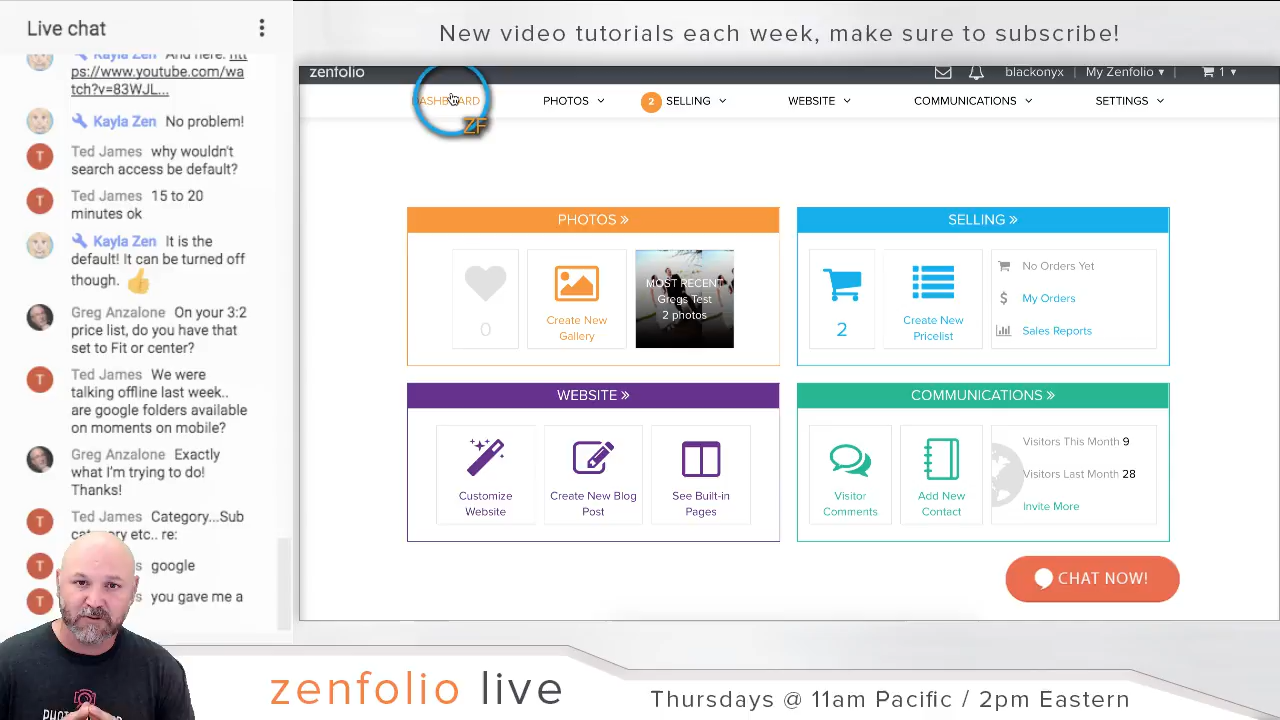 Live chat
New video tutorials each week, make sure to subscribe!
Kayla Zen And here: htt
ps://www.youtube.com/wa
tch?v=83WJL...
Kayla Zen No problem!
T Ted James why wouldn't
search access be default?
T Ted James 15 to 20
minutes ok
Kayla Zen It is the
default! It can be turned off
though.
Greg Anzalone On your 3:2
price list, do you have that
set to Fit or center?
T Ted James We were
talking offline last week..
are google folders available
on moments on mobile?
Greg Anzalone Exactly
what I'm trying to do!
Thanks!
T Ted James Category...Sub
category etc.. re:
T s google
T s you gave me a
zenfolio
blackonyx | My Zenfolio | 1
DASHBOARD PHOTOS 2 SELLING WEBSITE COMMUNICATIONS SETTINGS
ZF
PHOTOS »
0
Create New
Gallery
MOST RECENT
Gregs Test
2 photos
SELLING »
2
Create New
Pricelist
No Orders Yet
$ My Orders
Sales Reports
WEBSITE »
Customize
Website
Create New Blog
Post
See Built-in
Pages
COMMUNICATIONS »
Visitor
Comments
Add New
Contact
Visitors This Month 9
Visitors Last Month 28
Invite More
CHAT NOW!
zenfolio live
Thursdays @ 11am Pacific / 2pm Eastern